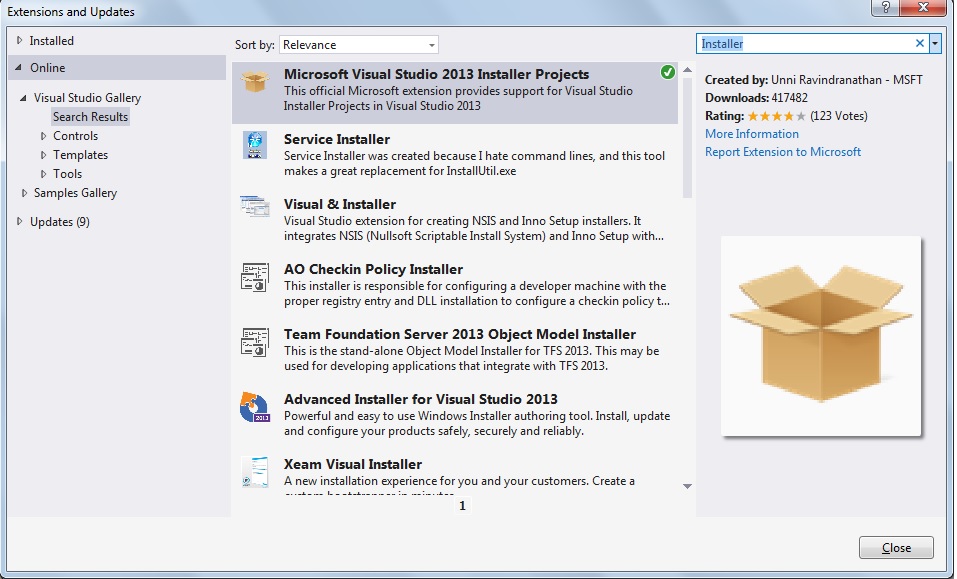 Extensions and Updates
Installed
Online
Visual Studio Gallery
Search Results
Controls
Templates
Tools
Samples Gallery
Updates (9)
Sort by: Relevance
Microsoft Visual Studio 2013 Installer Projects
This official Microsoft extension provides support for Visual Studio
Installer Projects in Visual Studio 2013
Service Installer
Service Installer was created because I hate command lines, and this tool
makes a great replacement for InstallUtil.exe
Visual & Installer
Visual Studio extension for creating NSIS and Inno Setup installers. It
integrates NSIS (Nullsoft Scriptable Install System) and Inno Setup with...
AO Checkin Policy Installer
This installer is responsible for configuring a developer machine with the
proper registry entry and DLL installation to configure a checkin policy t...
Team Foundation Server 2013 Object Model Installer
This is the stand-alone Object Model Installer for TFS 2013. This may be
used for developing applications that integrate with TFS 2013.
Advanced Installer for Visual Studio 2013
2013
Powerful and easy to use Windows Installer authoring tool. Install, update
and configure your products safely, securely and reliably.
Xeam Visual Installer
A new installation experience for you and your customers. Create a
custom bootstrapper in minutes
1
Installer
Created by: Unni Ravindranathan - MSFT
Downloads: 417482
Rating: (123 Votes)
More Information
Report Extension to Microsoft
Close